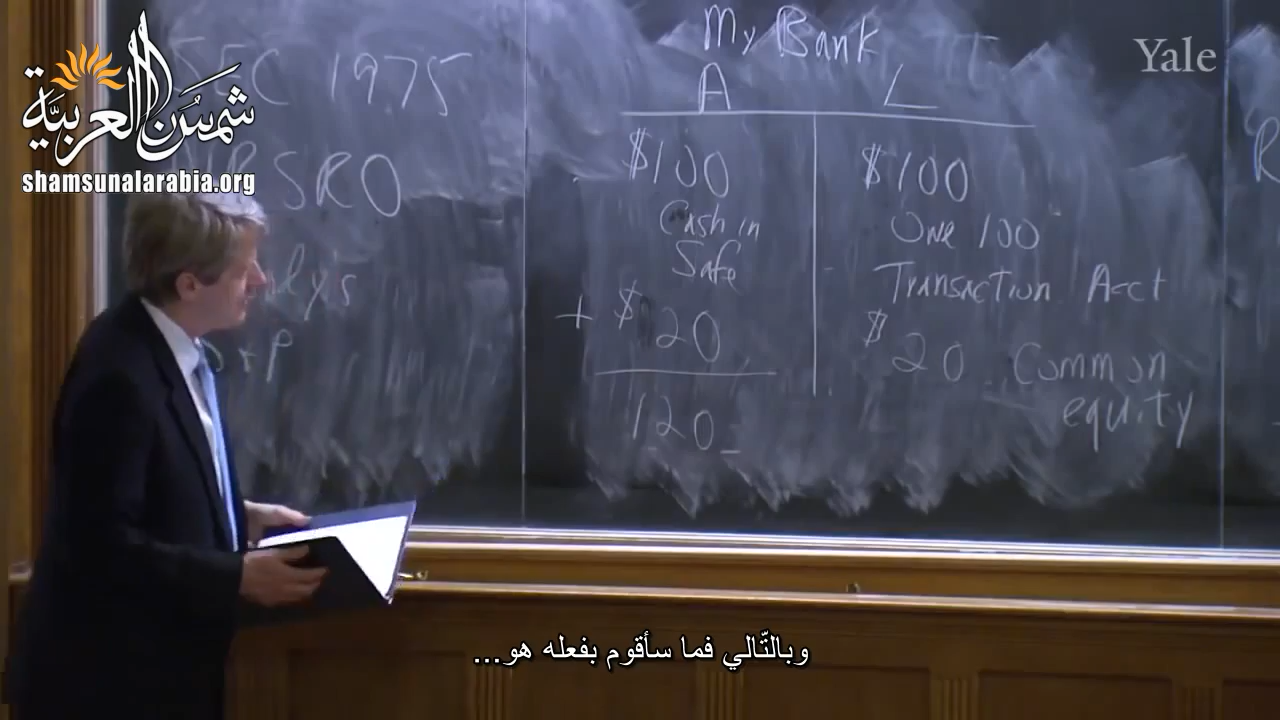 شمسُن العربيَّة
shamsunalarabia.org
Yale
SEC 1975
NRSRO
S&P
My Bank
A L
$100 $100
Cash in One 100
Safe Transaction Acct
+ $20 $20 Common
equity
120
R
وبالتّالي فما سأقوم بفعله هو...